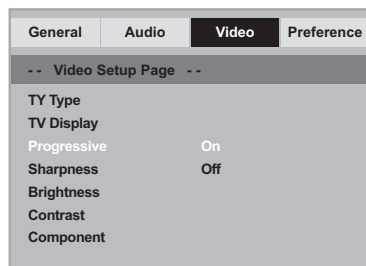 General Audio Video Preference
-- Video Setup Page --
TY Type
TV Display
Progressive On
Sharpness Off
Brightness
Contrast
Component